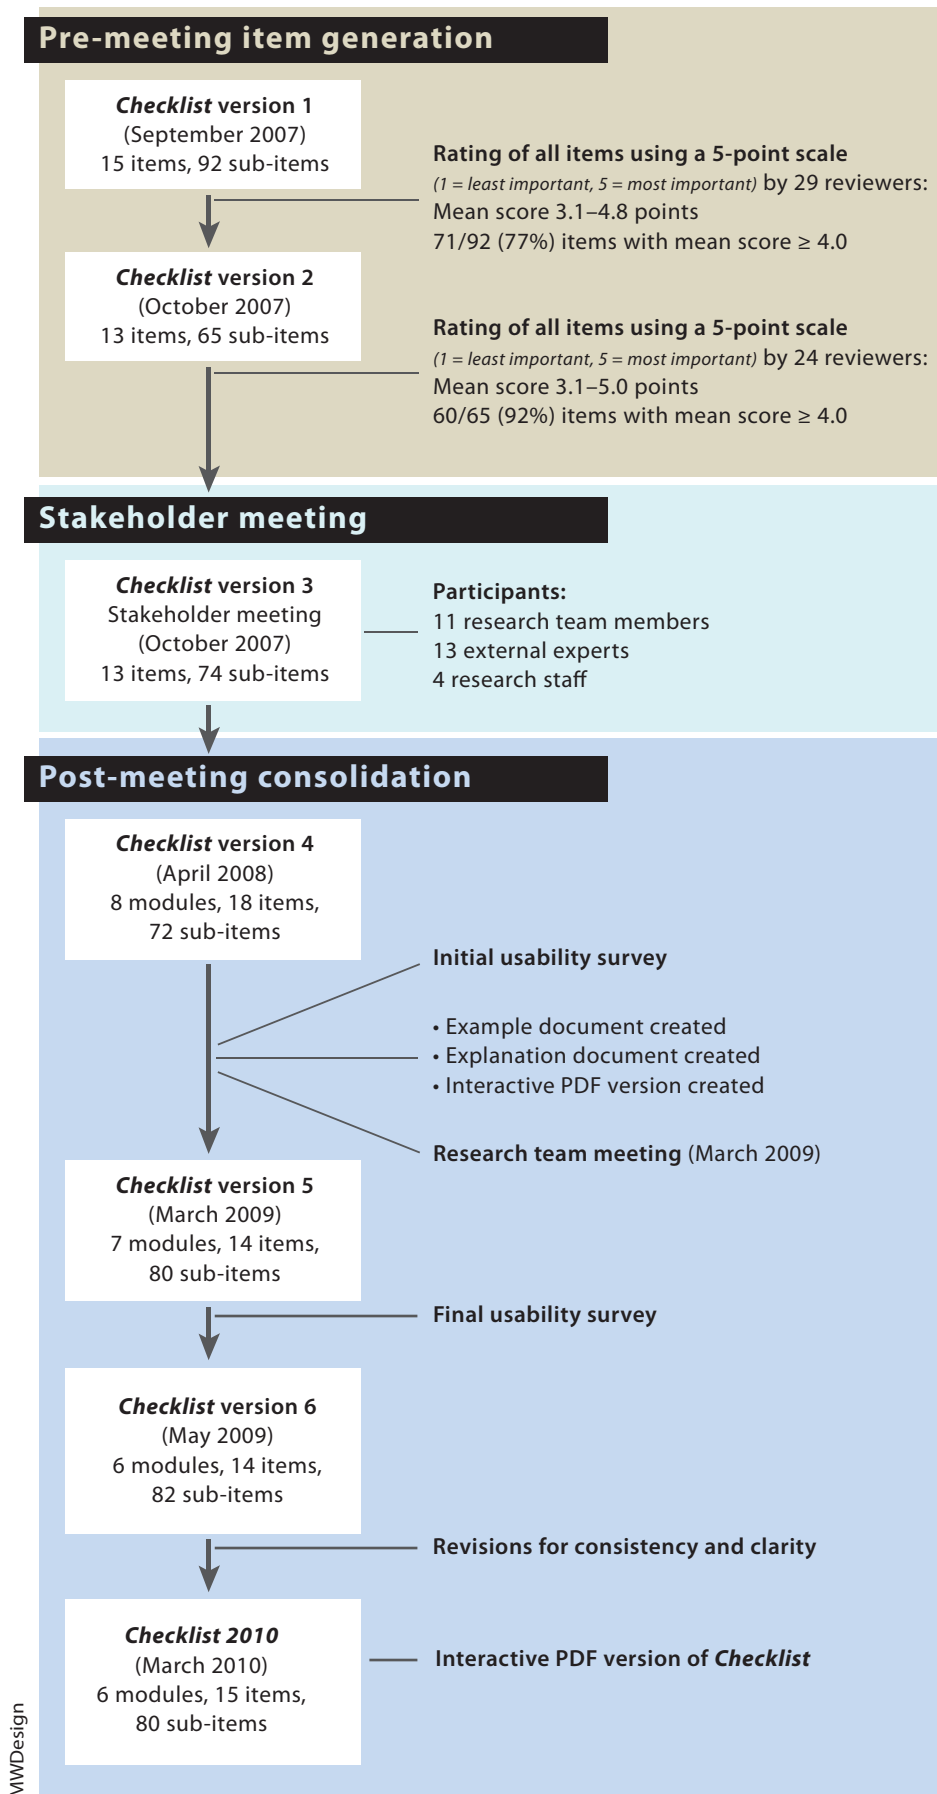 Pre-meeting item generation
Checklist version 1
(September 2007)
15 items, 92 sub-items
Rating of all items using a 5-point scale
(1 = least important, 5 = most important) by 29 reviewers:
Mean score 3.1–4.8 points
71/92 (77%) items with mean score ≥ 4.0
Checklist version 2
(October 2007)
13 items, 65 sub-items
Rating of all items using a 5-point scale
(1 = least important, 5 = most important) by 24 reviewers:
Mean score 3.1–5.0 points
60/65 (92%) items with mean score ≥ 4.0
Stakeholder meeting
Checklist version 3
Stakeholder meeting
(October 2007)
13 items, 74 sub-items
Participants:
11 research team members
13 external experts
4 research staff
Post-meeting consolidation
Checklist version 4
(April 2008)
8 modules, 18 items,
72 sub-items
Initial usability survey
• Example document created
• Explanation document created
• Interactive PDF version created
Research team meeting (March 2009)
Checklist version 5
(March 2009)
7 modules, 14 items,
80 sub-items
Final usability survey
Checklist version 6
(May 2009)
6 modules, 14 items,
82 sub-items
Revisions for consistency and clarity
Checklist 2010
(March 2010)
6 modules, 15 items,
80 sub-items
Interactive PDF version of Checklist
MWDesign